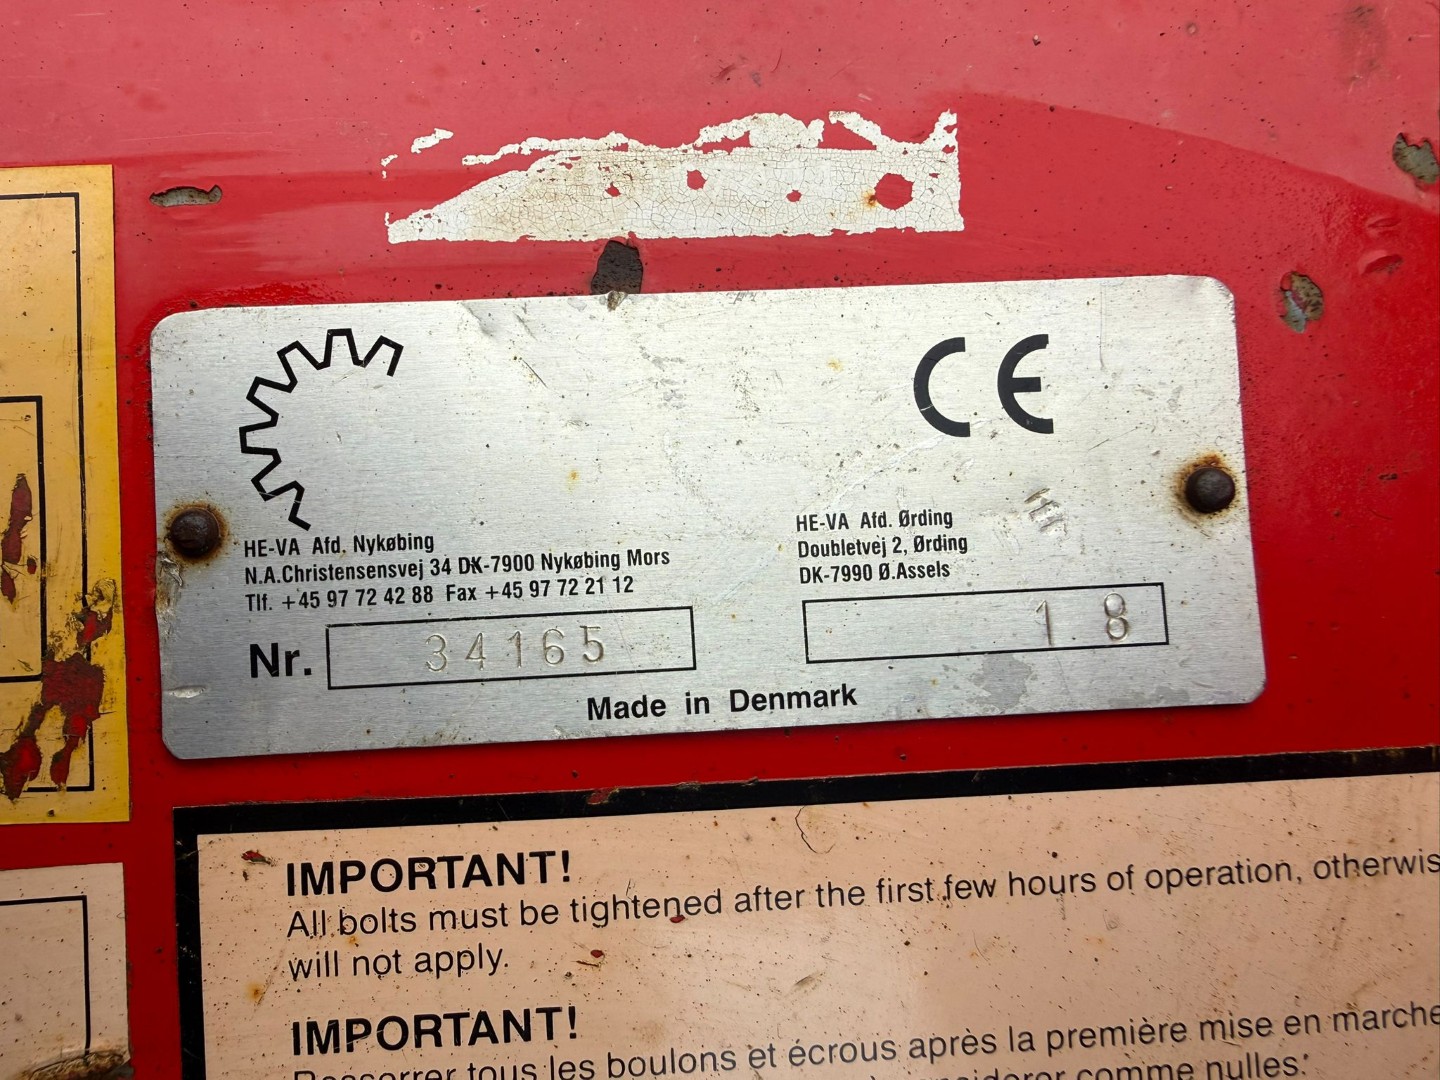 CE
HE-VA Afd. Nykøbing
N.A.Christensensvej 34 DK-7900 Nykøbing Mors
Tlf. +45 97 72 42 88 Fax +45 97 72 21 12
HE-VA Afd. Ørding
Doubletvej 2, Ørding
DK-7990 Ø.Assels
Nr. 34165
1 8
Made in Denmark
IMPORTANT!
All bolts must be tightened after the first few hours of operation, otherwis
will not apply.
IMPORTANT!
Resserrer tous les boulons et écrous après la première mise en marche
comme nulles.